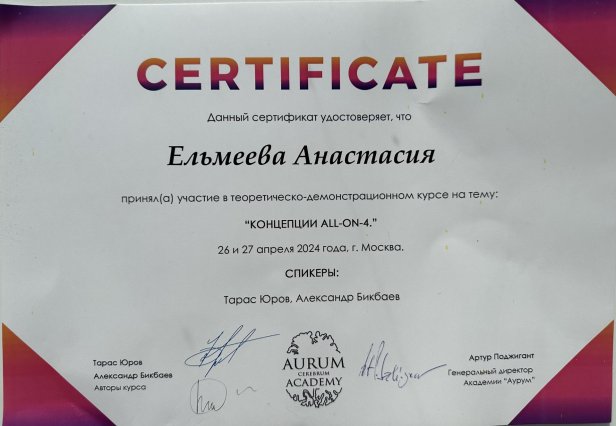 CERTIFICATE
Данный сертификат удостоверяет, что
Ельмеева Анастасия
принял(а) участие в теоретическо-демонстрационном курсе на тему:
“КОНЦЕПЦИИ ALL-ON-4.”
26 и 27 апреля 2024 года, г. Москва.
СПИКЕРЫ:
Тарас Юров, Александр Бикбаев
Тарас Юров
Александр Бикбаев
Авторы курса
AURUM
CEREBRUM
ACADEMY
Артур Поджигант
Генеральный директор
Академии “Аурум”